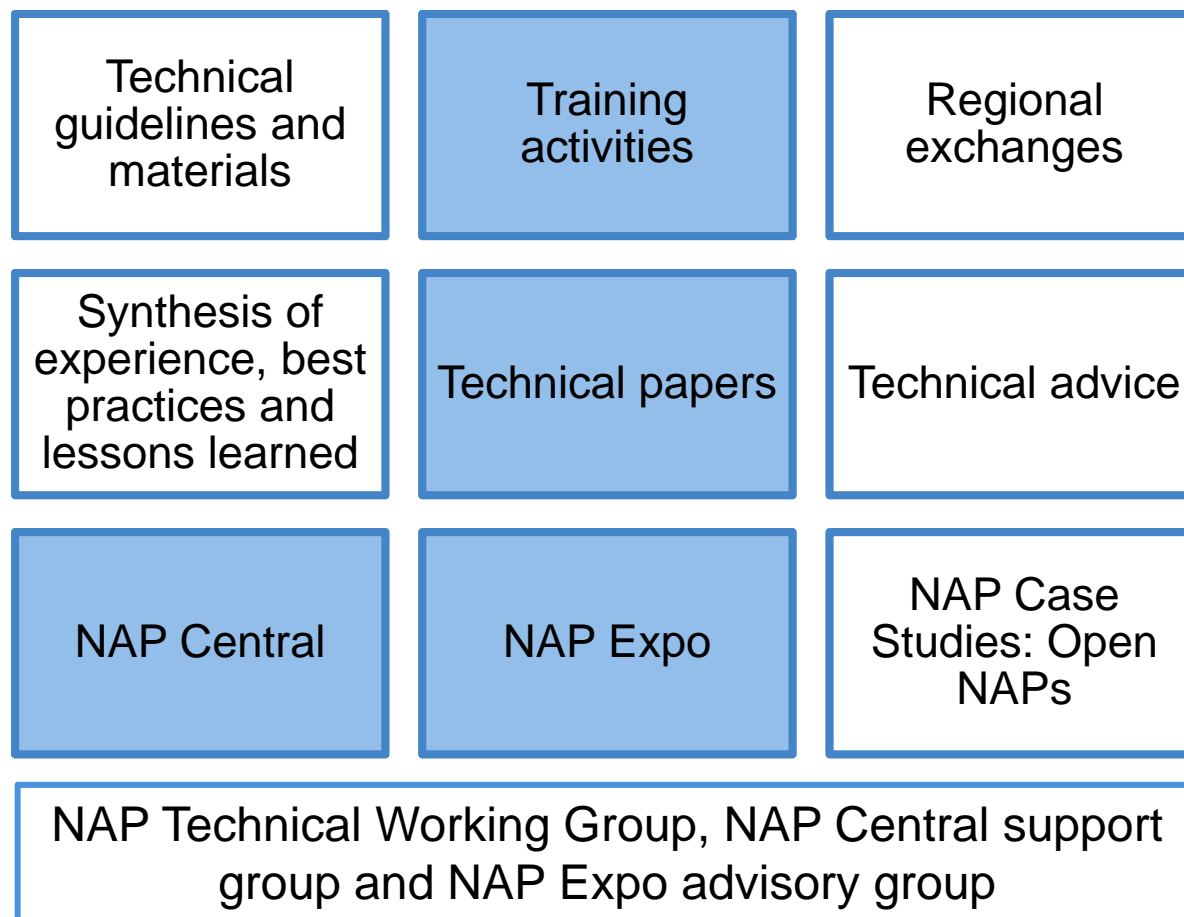 Technical
guidelines and
materials
Training
activities
Regional
exchanges
Synthesis of
experience, best
practices and
lessons learned
Technical papers
Technical advice
NAP Central
NAP Expo
NAP Case
Studies: Open
NAPs
NAP Technical Working Group, NAP Central support
group and NAP Expo advisory group